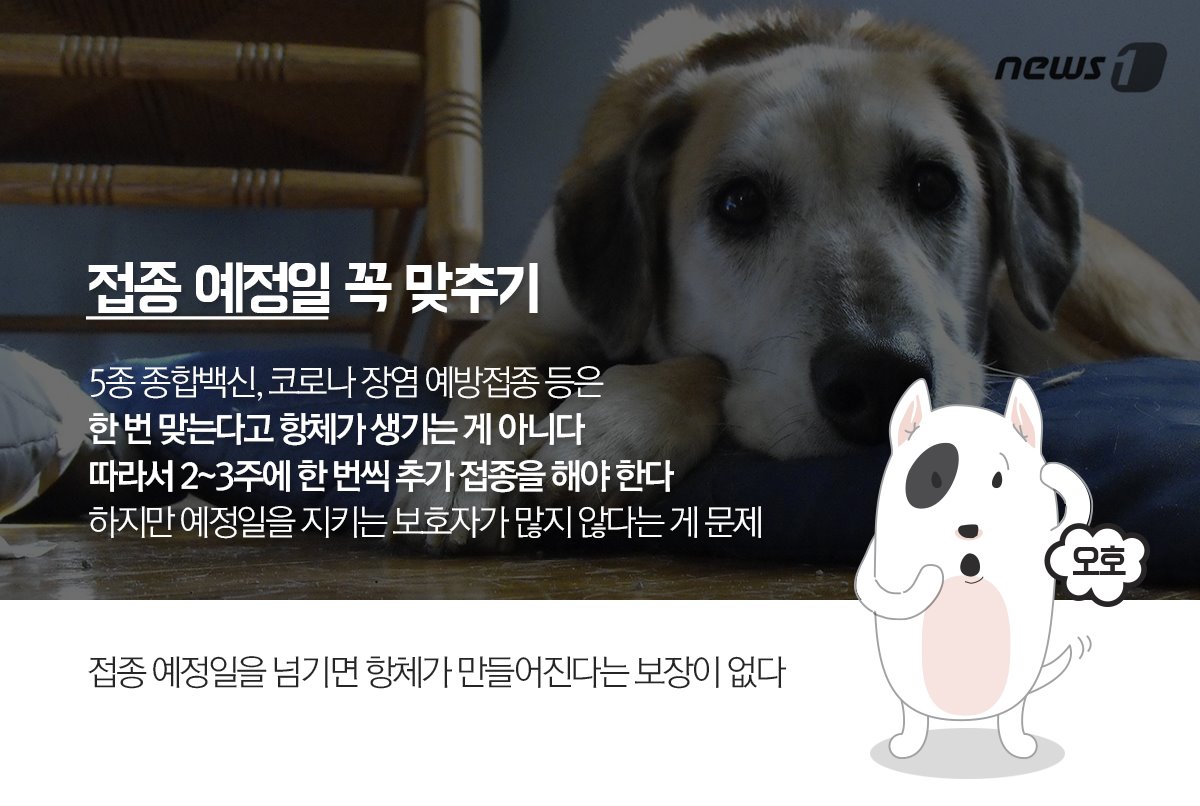 news1
접종 예정일 꼭 맞추기
5종 종합백신, 코로나 장염 예방접종 등은
한 번 맞는다고 항체가 생기는 게 아니다
따라서 2~3주에 한 번씩 추가 접종을 해야 한다
하지만 예정일을 지키는 보호자가 많지 않다는 게 문제
오호
접종 예정일을 넘기면 항체가 만들어진다는 보장이 없다